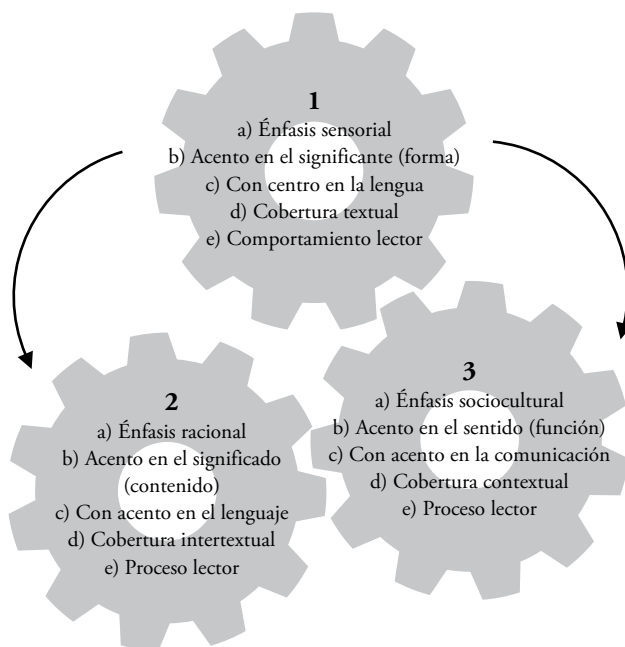 1
a) Énfasis sensorial
b) Acento en el significante (forma)
c) Con centro en la lengua
d) Cobertura textual
e) Comportamiento lector
2
a) Énfasis racional
b) Acento en el significado
(contenido)
c) Con acento en el lenguaje
d) Cobertura intertextual
e) Proceso lector
3
a) Énfasis sociocultural
b) Acento en el sentido (función)
c) Con acento en la comunicación
d) Cobertura contextual
e) Proceso lector